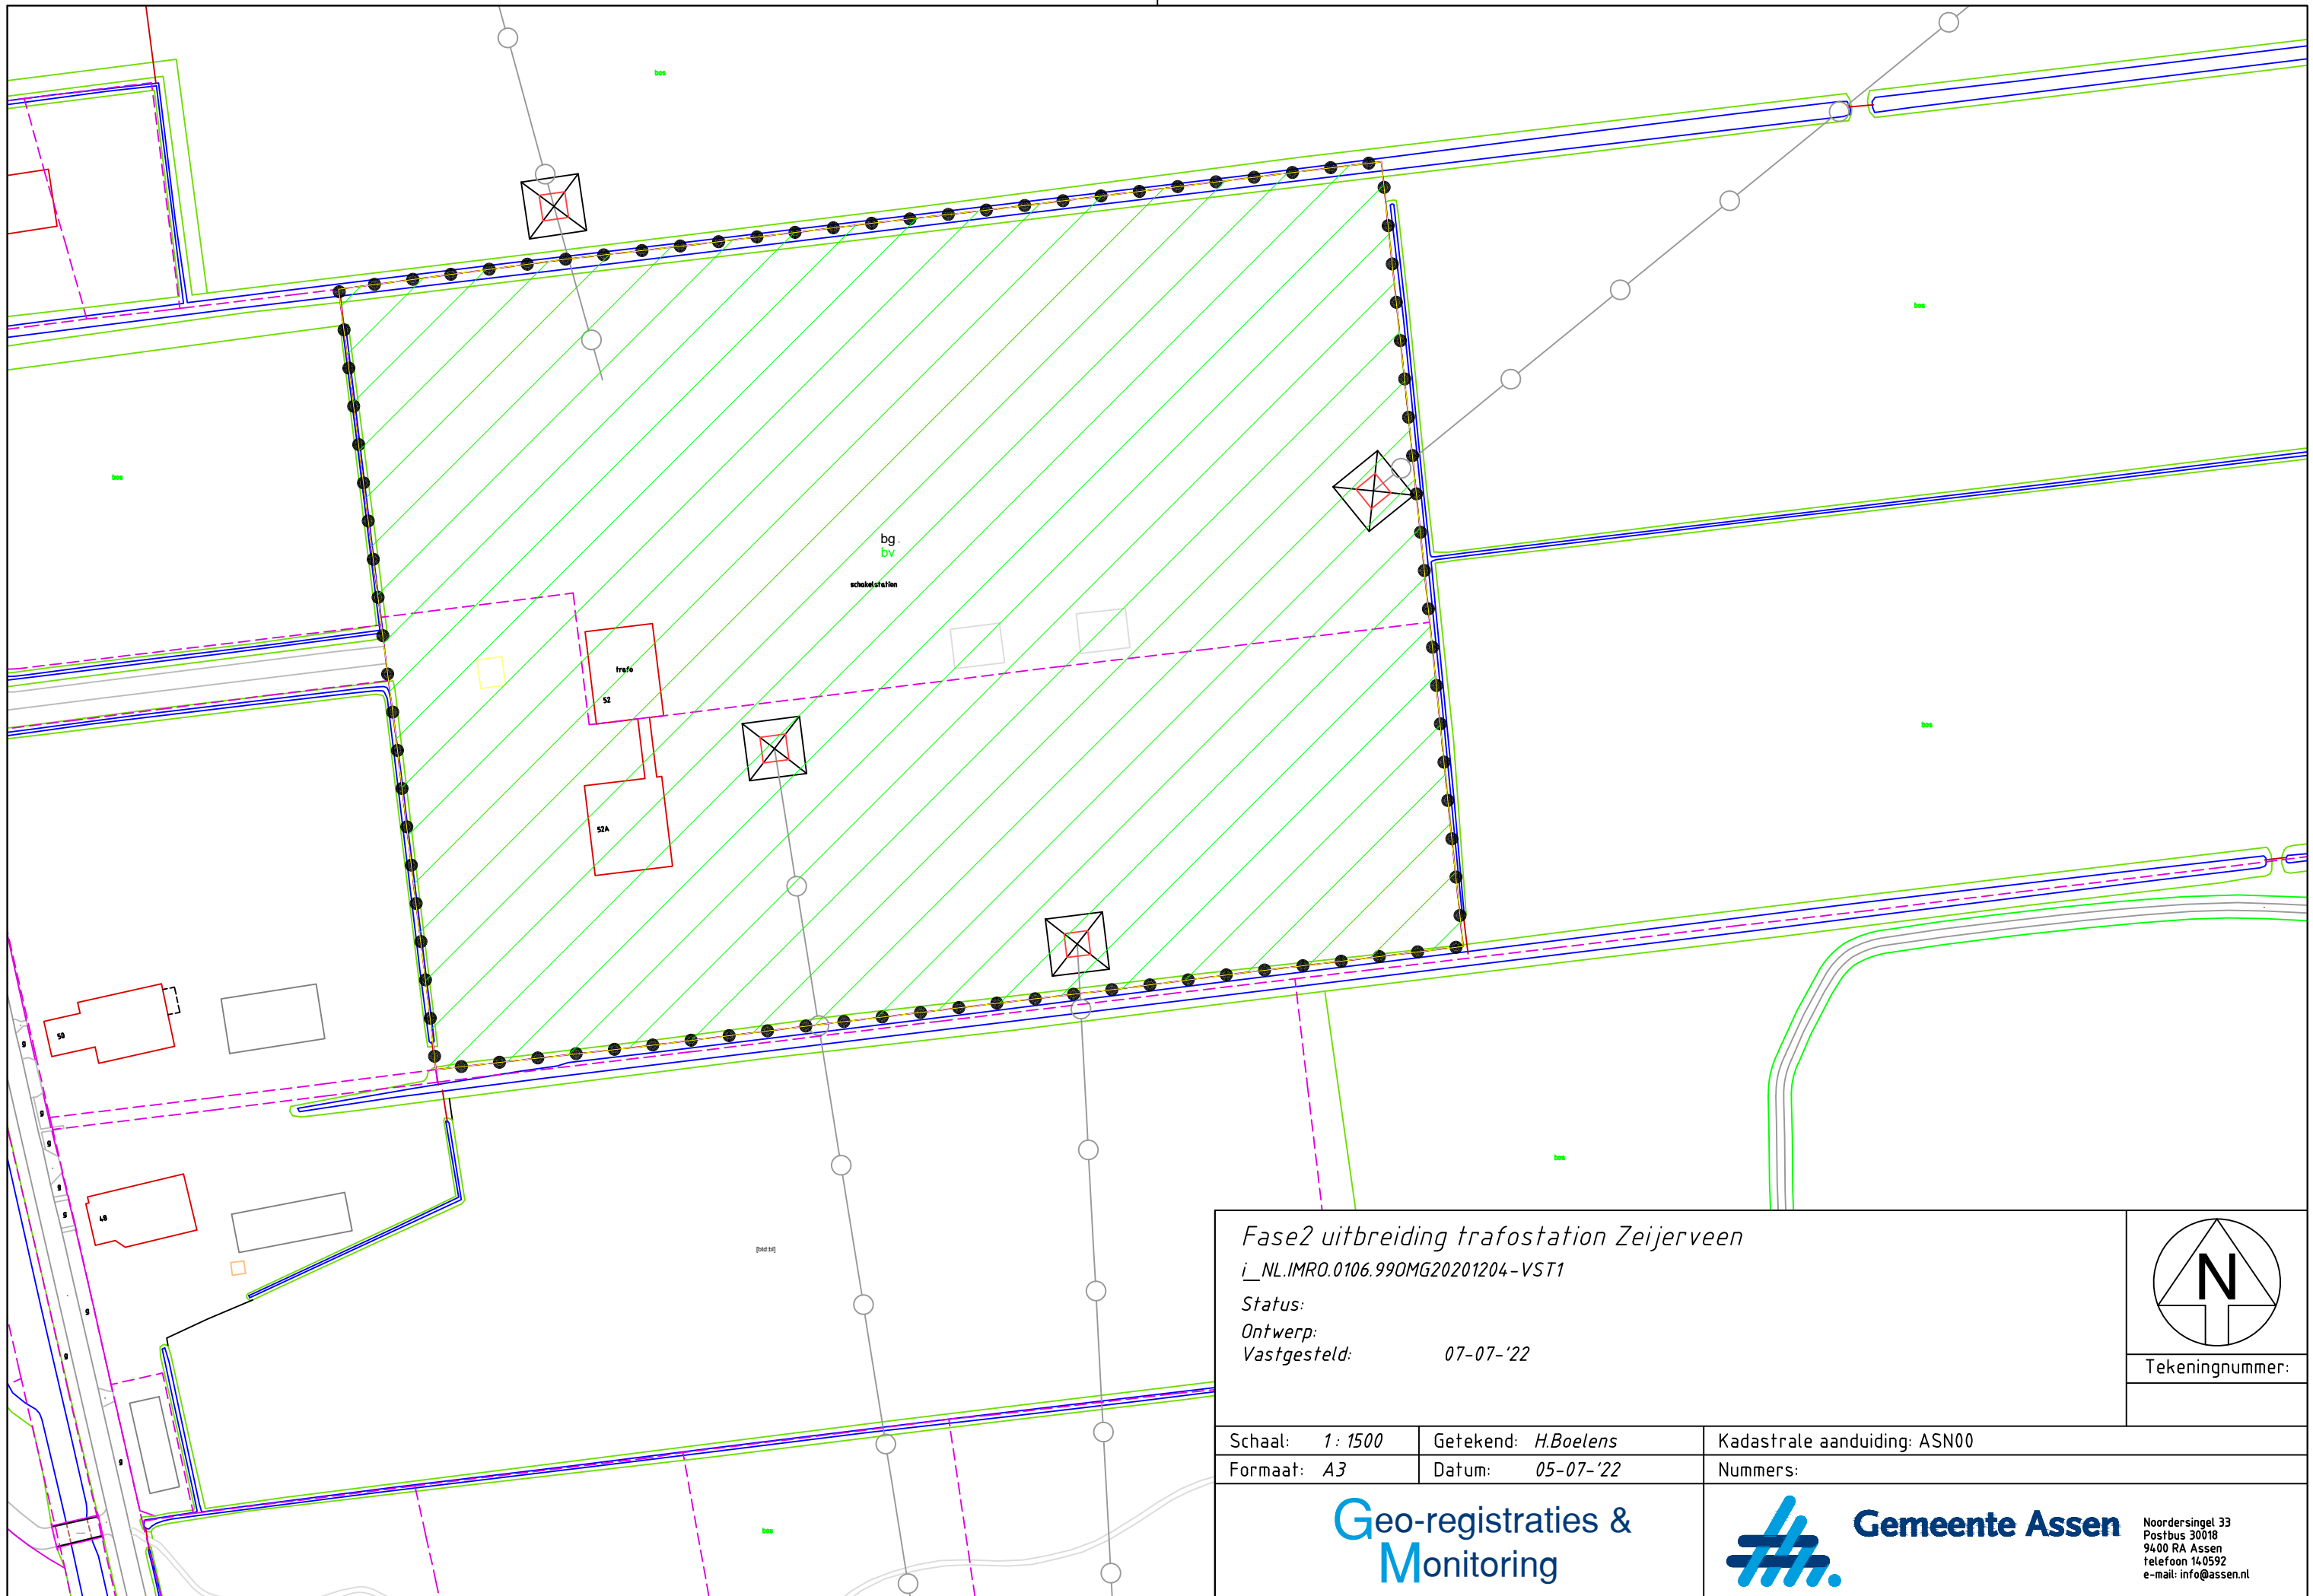 bos
bos
bos
bg.
bv
schakelstation
trafo
52
bos
52A
50
g
g
g
g
g
48
bos
[bld:bl]
g
g
g
bos
Fase2 uitbreiding trafostation Zeijerveen
i_NL.IMRO.0106.99OMG20201204-VST1
Status:
Ontwerp:
Vastgesteld: 07-07-'22
N
Tekeningnummer:
Schaal: 1 : 1500
Getekend: H.Boelens
Kadastrale aanduiding: ASN00
Formaat: A3
Datum: 05-07-'22
Nummers:
Geo-registraties &
Monitoring
Gemeente Assen
Noordersingel 33
Postbus 30018
9400 RA Assen
telefoon 140592
e-mail: info@assen.nl